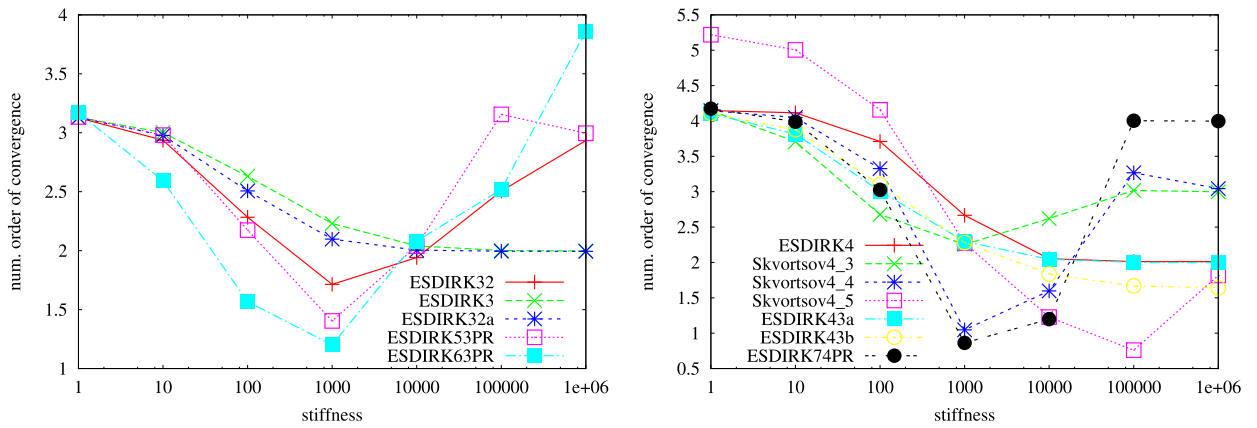 4
3.5
3
2.5
2
1.5
1
num. order of convergence
1
10
100
1000
10000
100000
1e+06
stiffness
ESDIRK32
ESDIRK3
ESDIRK32a
ESDIRK53PR
ESDIRK63PR
5.5
5
4.5
4
3.5
3
2.5
2
1.5
1
0.5
num. order of convergence
1
10
100
1000
10000
100000
1e+06
stiffness
ESDIRK4
Skvortsov4_3
Skvortsov4_4
Skvortsov4_5
ESDIRK43a
ESDIRK43b
ESDIRK74PR